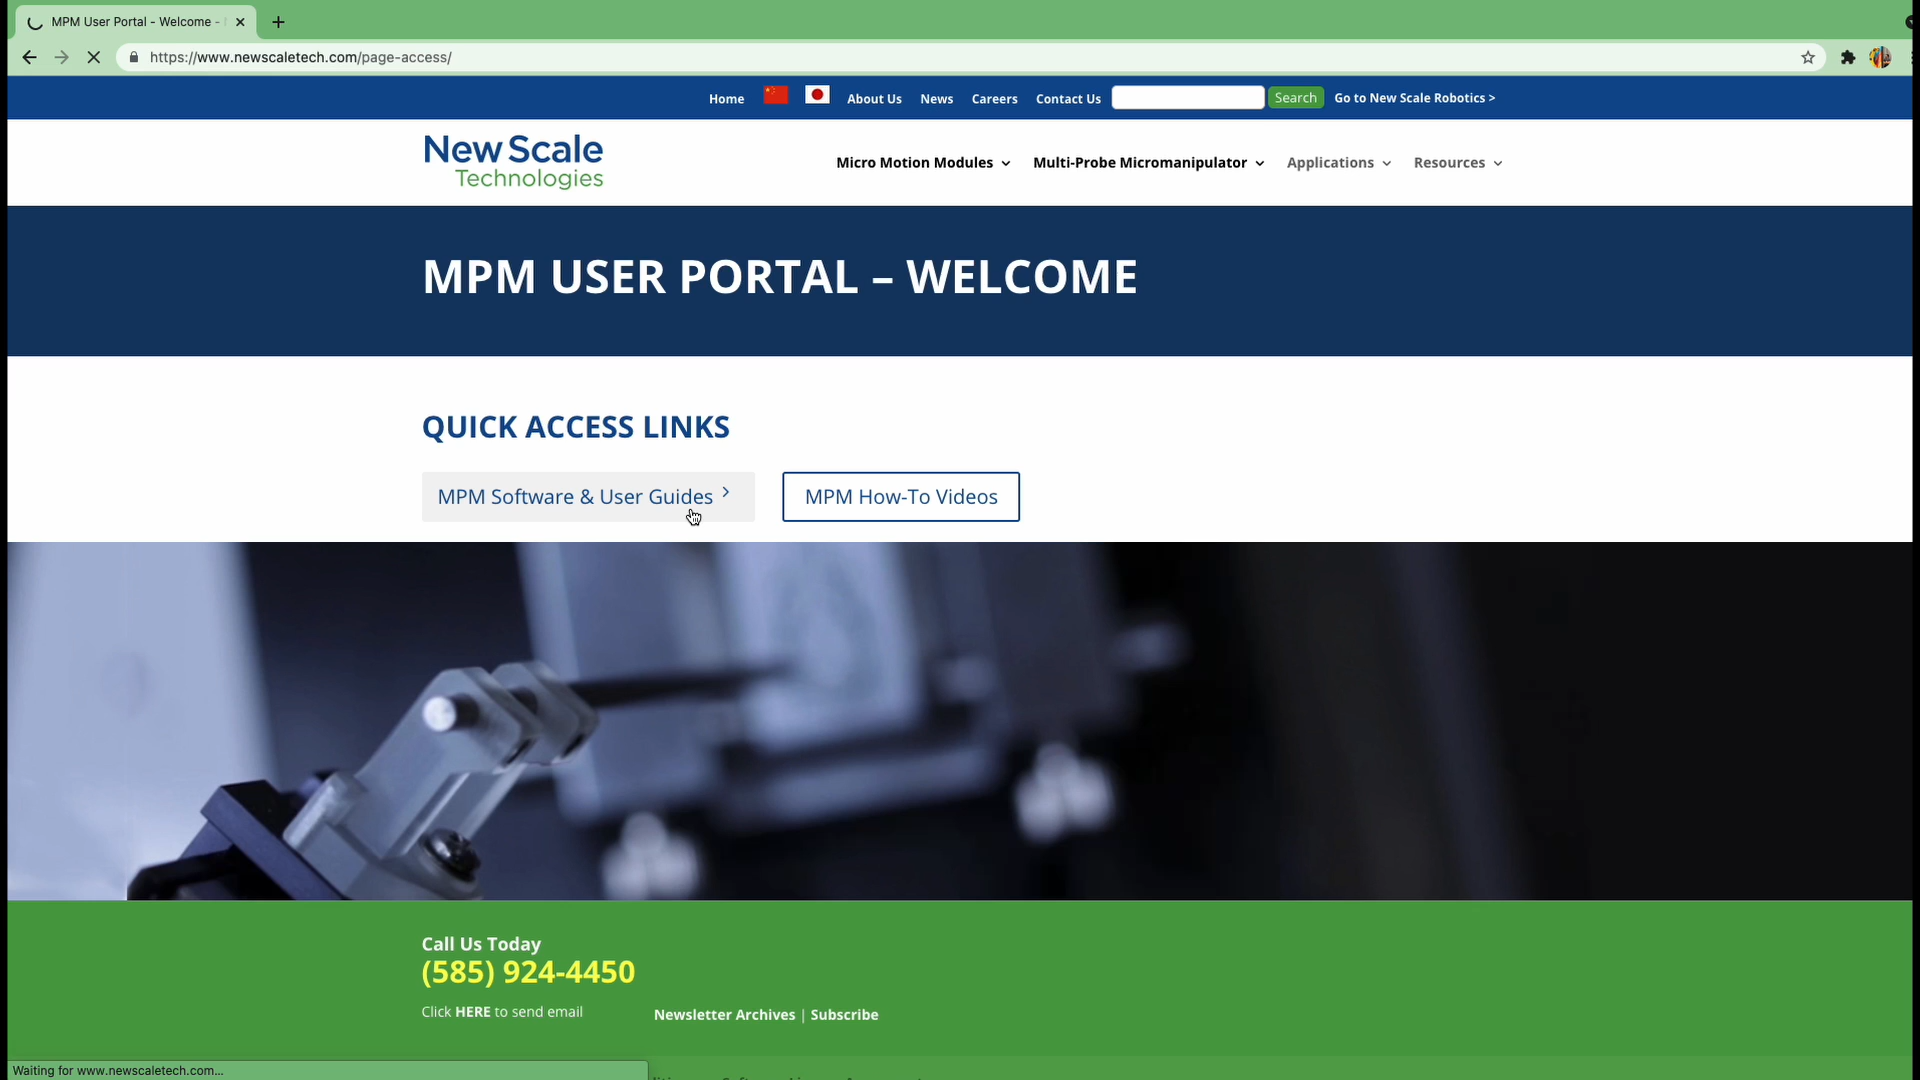 MPM User Portal - Welcome -
https://www.newscaletech.com/page-access/
Home About Us News Careers Contact Us Search Go to New Scale Robotics >
New Scale
Technologies
Micro Motion Modules Multi-Probe Micromanipulator Applications Resources
MPM USER PORTAL – WELCOME
QUICK ACCESS LINKS
MPM Software & User Guides > MPM How-To Videos
Call Us Today
(585) 924-4450
Click HERE to send email
Newsletter Archives | Subscribe
Waiting for www.newscaletech.com...